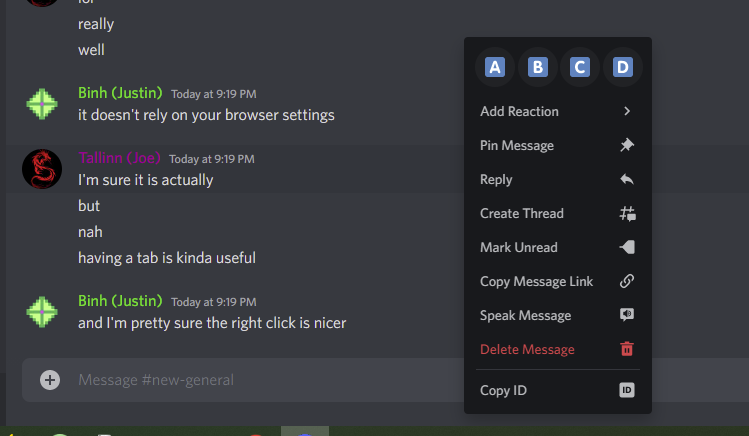 really
well
Binh (Justin) Today at 9:19 PM
it doesn't rely on your browser settings
Tallinn (Joe) Today at 9:19 PM
I'm sure it is actually
but
nah
having a tab is kinda useful
Binh (Justin) Today at 9:19 PM
and I'm pretty sure the right click is nicer
Message #new-general
A B C D
Add Reaction
Pin Message
Reply
Create Thread
Mark Unread
Copy Message Link
Speak Message
Delete Message
Copy ID ID